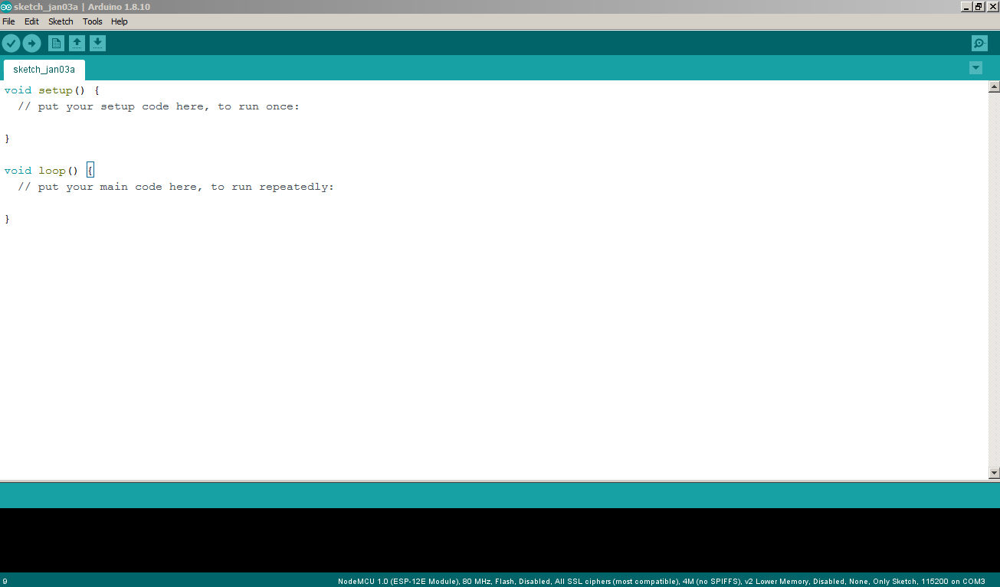 sketch_jan03a | Arduino 1.8.10
File Edit Sketch Tools Help
sketch_jan03a
void setup() {
  // put your setup code here, to run once:
}
void loop() {
  // put your main code here, to run repeatedly:
}
9
NodeMCU 1.0 (ESP-12E Module), 80 MHz, Flash, Disabled, All SSL ciphers (most compatible), 4M (no SPIFFS), v2 Lower Memory, Disabled, None, Only Sketch, 115200 on COM3